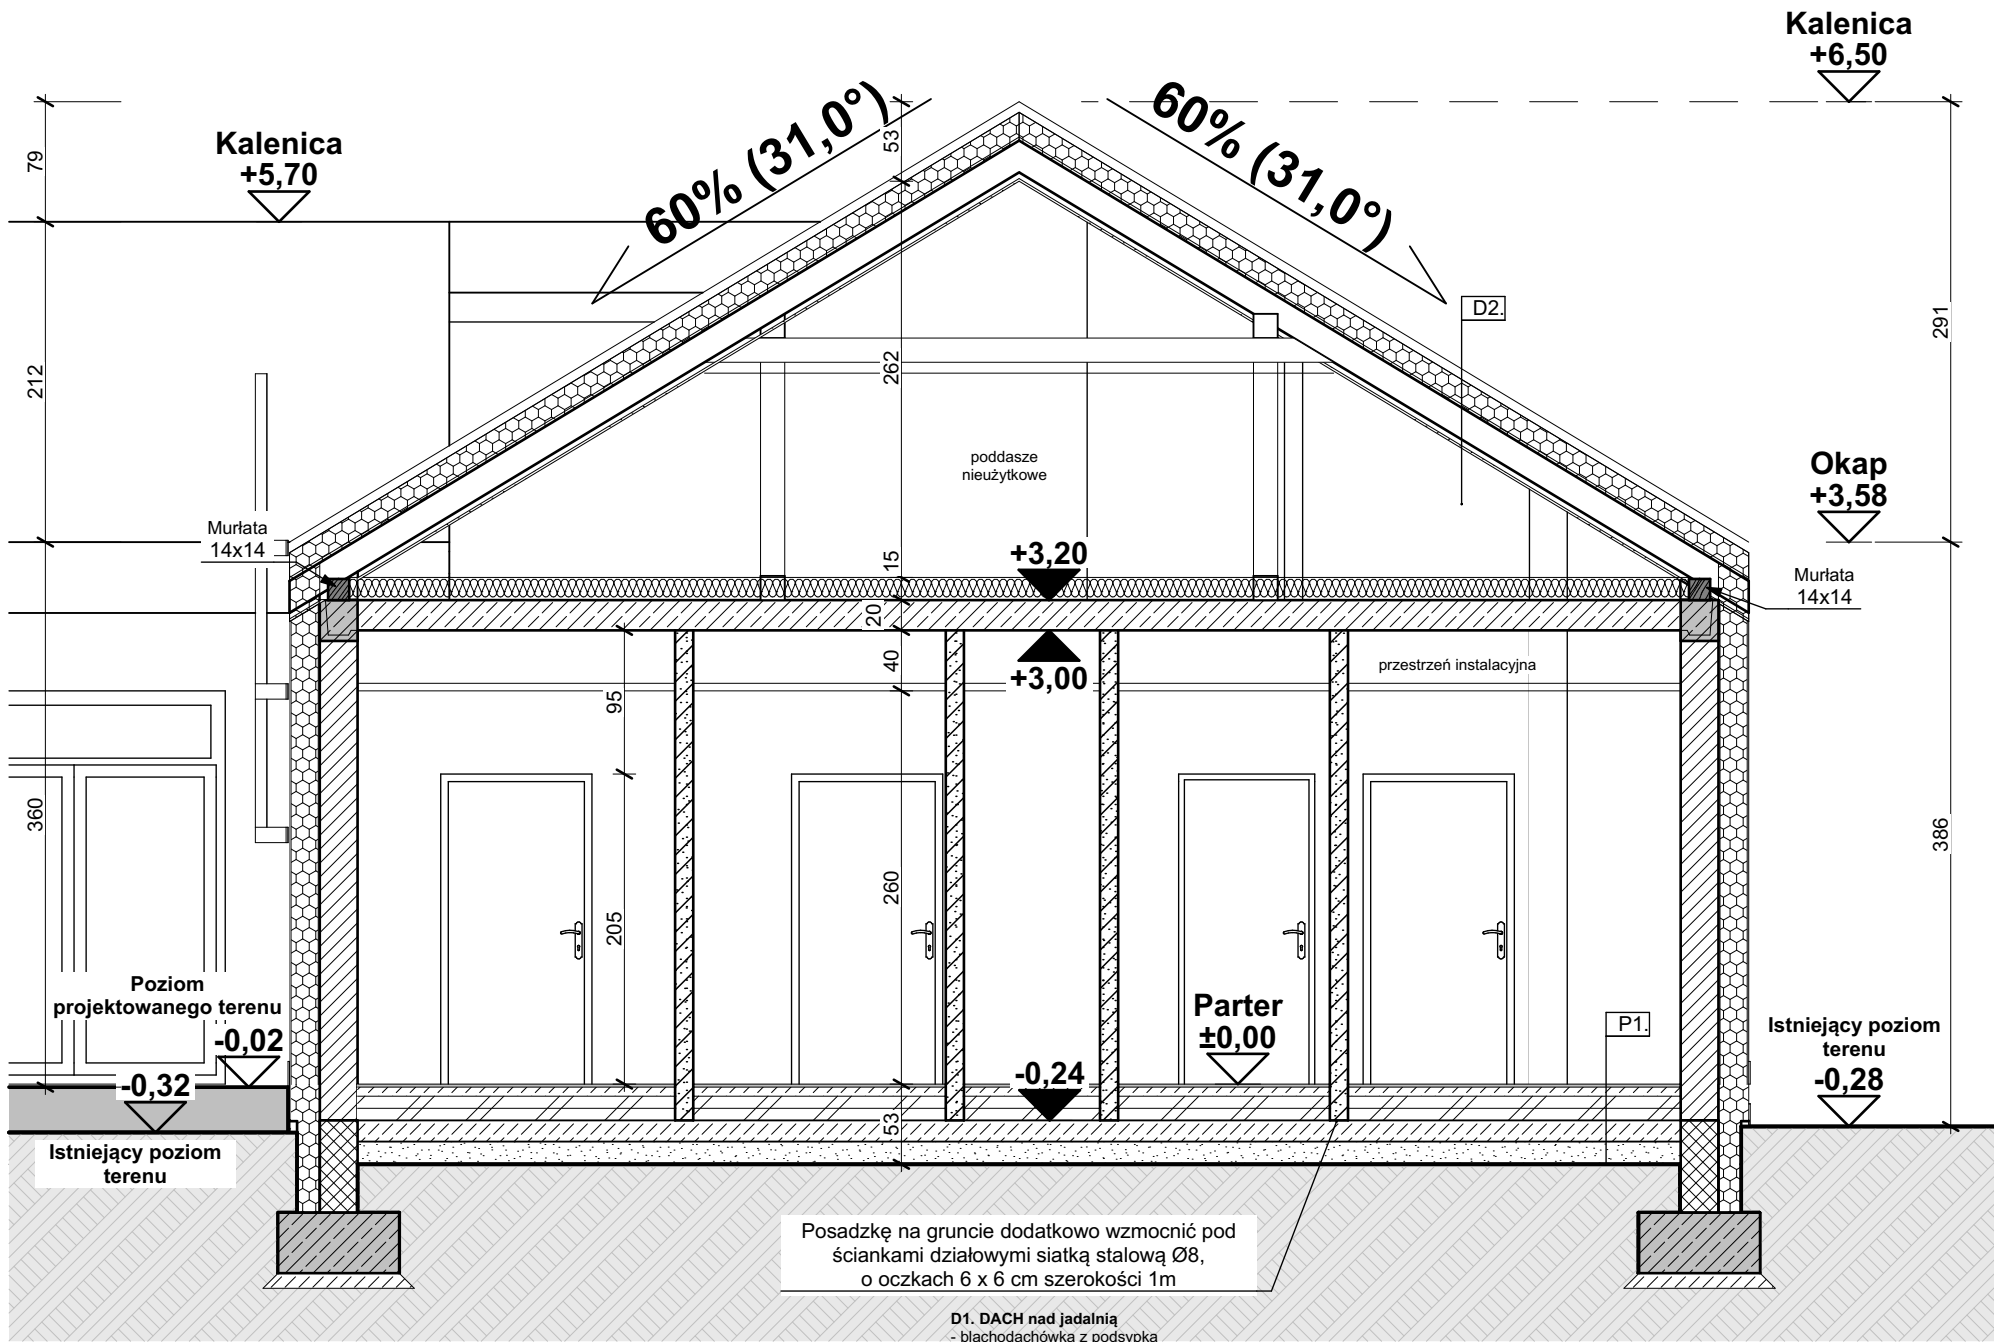 Kalenica
+6,50
Kalenica
+5,70
60% (31,0°)
60% (31,0°)
79
53
212
262
291
D2.
poddasze
nieużytkowe
Okap
+3,58
Murłata
14x14
15
+3,20
Murłata
14x14
20
40
+3,00
przestrzeń instalacyjna
95
360
386
260
205
Poziom
projektowanego terenu
-0,02
Parter
±0,00
P1.
Istniejący poziom
terenu
-0,28
-0,32
-0,24
53
Istniejący poziom
terenu
Posadzkę na gruncie dodatkowo wzmocnić pod
ściankami działowymi siatką stalową Ø8,
o oczkach 6 x 6 cm szerokości 1m
D1. DACH nad jadalnią
- blachodachówka z podsypką